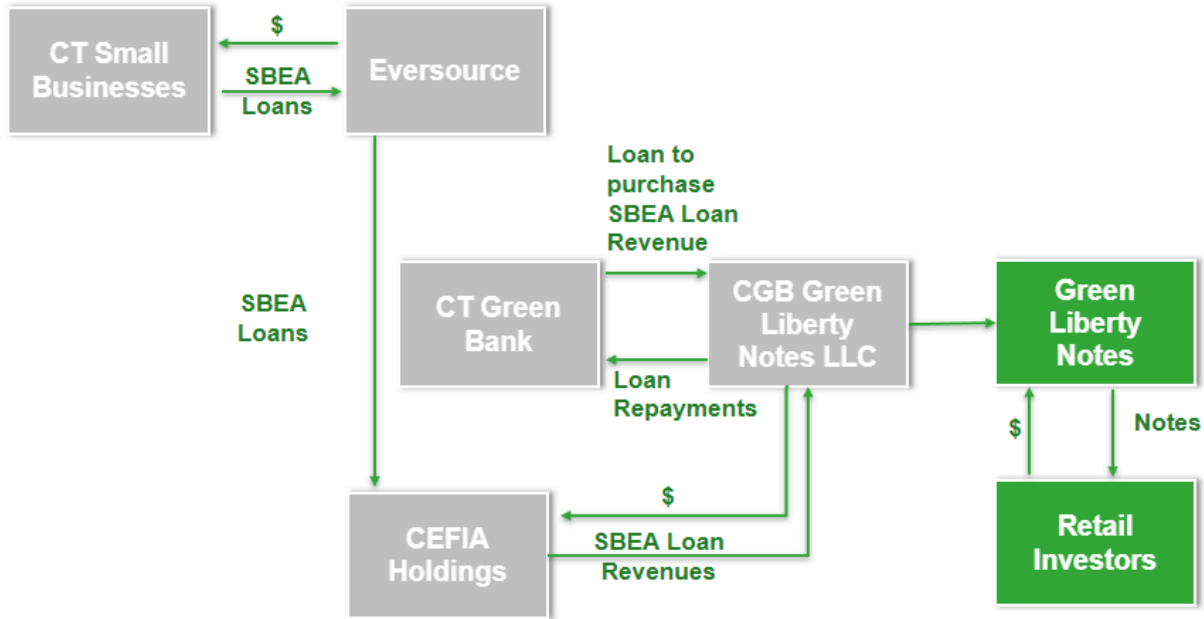 $
CT Small
Businesses
Eversource
SBEA
Loans
Loan to
purchase
SBEA Loan
Revenue
SBEA
Loans
CT Green
Bank
CGB Green
Liberty
Notes LLC
Green
Liberty
Notes
Loan
Repayments
$
Notes
$
CEFIA
Holdings
SBEA Loan
Revenues
Retail
Investors